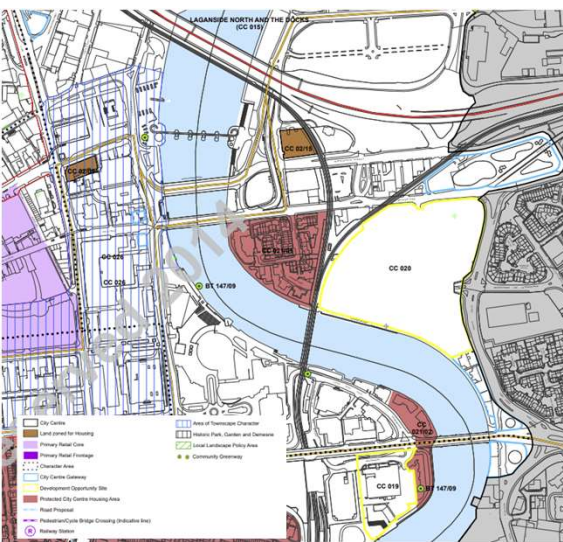 LAGANSIDE NORTH AND THE DOCKS
(CC 015)
CC 02/15
CC 026
CC 026
CC 020
BT 147/09
CC
021/02
CC 019
BT 147/09
City Centre
Land zoned for Housing
Primary Retail Core
Primary Retail Frontage
Character Area
City Centre Gateway
Development Opportunity Site
Protected City Centre Housing Area
Road Proposal
Pedestrian/Cycle Bridge Crossing (Indicative line)
R Railway Station
Area of Townscape Character
Historic Park, Garden and Demesne
Local Landscape Policy Area
Community Greenway